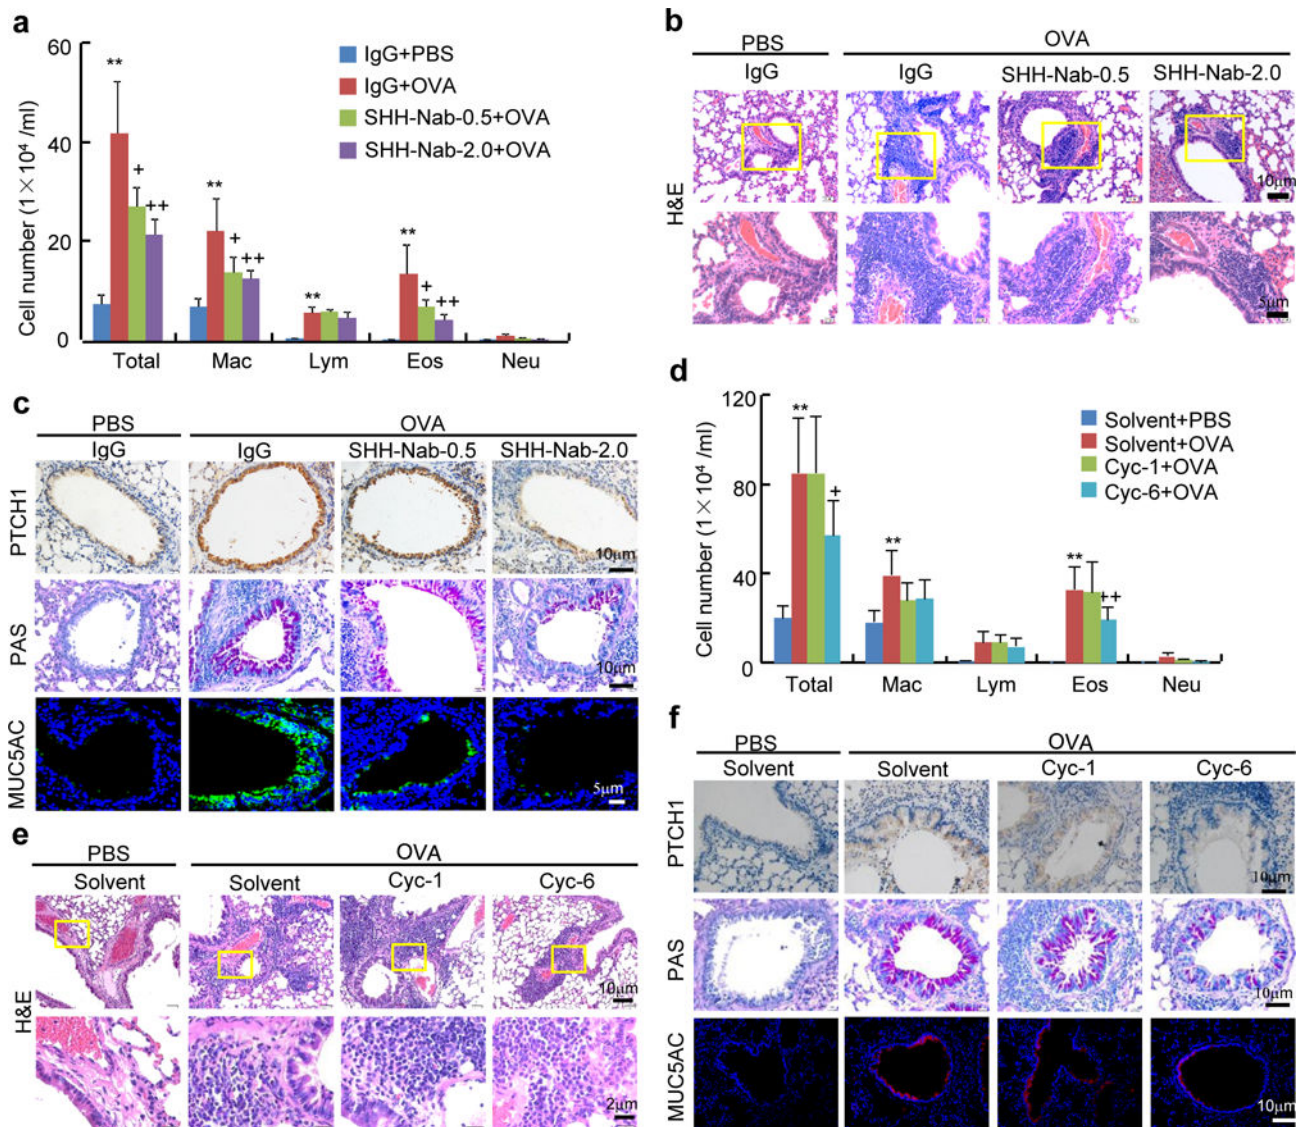 a
60
40
20
0
Cell number (1×10⁴ /ml)
IgG+PBS
IgG+OVA
SHH-Nab-0.5+OVA
SHH-Nab-2.0+OVA
** + ++
** + ++
**
** + ++
Total Mac Lym Eos Neu
b
PBS OVA
IgG IgG SHH-Nab-0.5 SHH-Nab-2.0
H&E
10μm
5μm
c
PBS OVA
IgG IgG SHH-Nab-0.5 SHH-Nab-2.0
PTCH1
10μm
PAS
10μm
MUC5AC
5μm
d
120
80
40
0
Cell number (1×10⁴ /ml)
Solvent+PBS
Solvent+OVA
Cyc-1+OVA
Cyc-6+OVA
** +
**
** ++
Total Mac Lym Eos Neu
e
PBS OVA
Solvent Solvent Cyc-1 Cyc-6
H&E
10μm
2μm
f
PBS OVA
Solvent Solvent Cyc-1 Cyc-6
PTCH1
10μm
PAS
10μm
MUC5AC
10μm